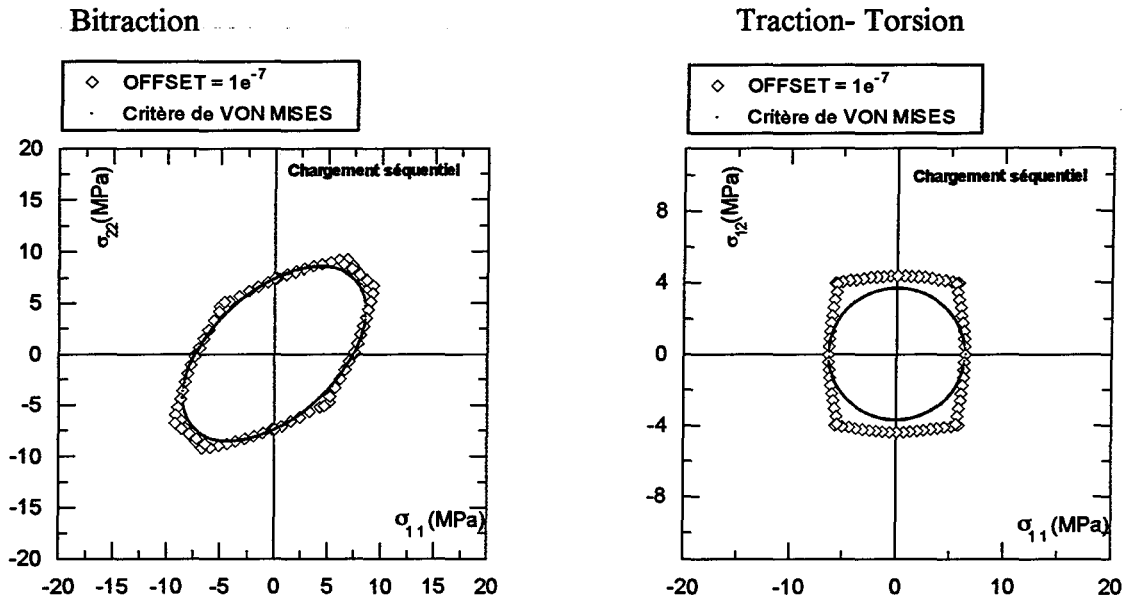 Bitraction
Traction- Torsion
◇ OFFSET = 1e⁻⁷
· Critère de VON MISES
◇ OFFSET = 1e⁻⁷
· Critère de VON MISES
Chargement séquentiel
σ22 (MPa)
20
15
10
5
0
-5
-10
-15
-20
σ11 (MPa)
-20 -15 -10 -5 0 5 10 15 20
Chargement séquentiel
σ12 (MPa)
8
4
0
-4
-8
σ11 (MPa)
-20 -10 0 10 20